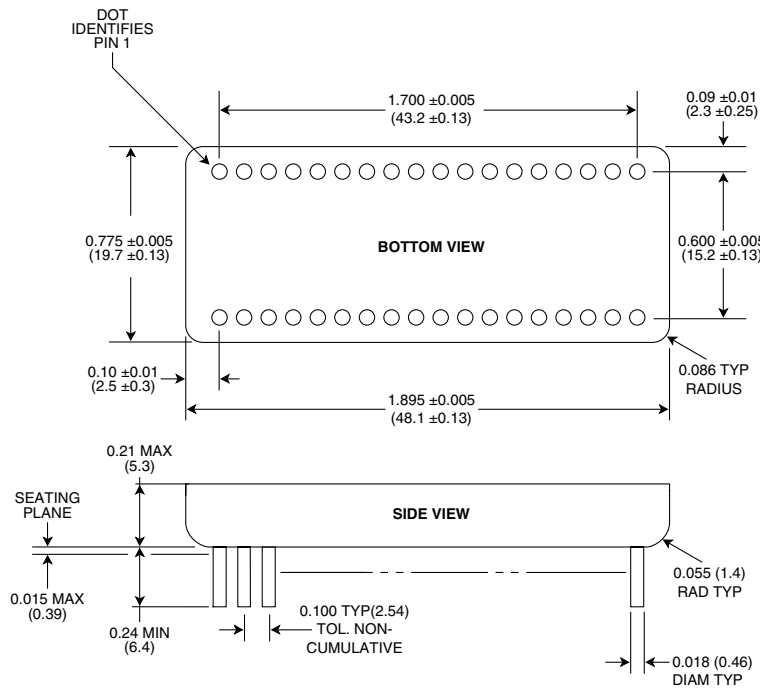 DOT
IDENTIFIES
PIN 1
1.700 ±0.005
(43.2 ±0.13)
0.09 ±0.01
(2.3 ±0.25)
0.775 ±0.005
(19.7 ±0.13)
BOTTOM VIEW
0.600 ±0.005
(15.2 ±0.13)
0.10 ±0.01
(2.5 ±0.3)
0.086 TYP
RADIUS
1.895 ±0.005
(48.1 ±0.13)
0.21 MAX
(5.3)
SEATING
PLANE
SIDE VIEW
0.015 MAX
(0.39)
0.055 (1.4)
RAD TYP
0.24 MIN
(6.4)
0.100 TYP(2.54)
TOL. NON-
CUMULATIVE
0.018 (0.46)
DIAM TYP